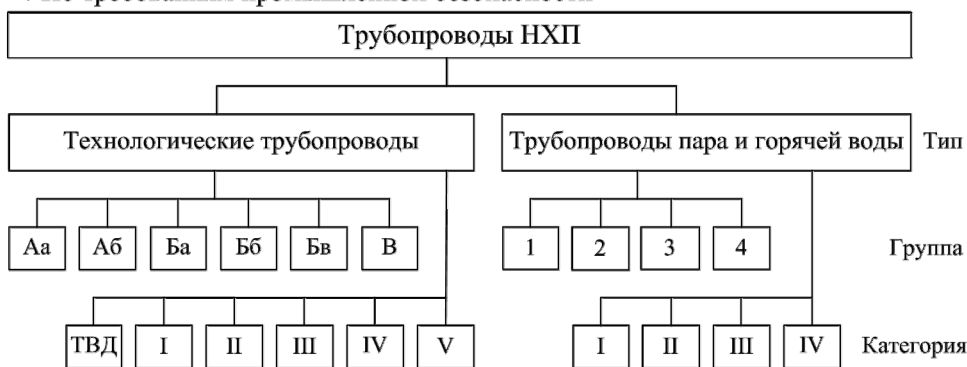 Трубопроводы НХП
Технологические трубопроводы Трубопроводы пара и горячей воды Тип
Аа Аб Ба Бб Бв В 1 2 3 4 Группа
ТВД I II III IV V I II III IV Категория